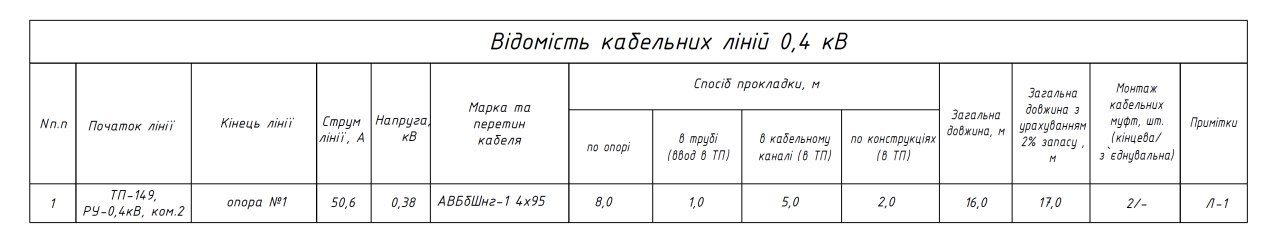 Відомість кабельних ліній 0,4 кВ
Nп.п
Початок лінії
Кінець лінії
Струм
лінії, А
Напруга,
кВ
Марка та
перетин
кабеля
Спосіб прокладки, м
по опорі
в трубі
(ввод в ТП)
в кабельному
каналі (в ТП)
по конструкціях
(в ТП)
Загальна
довжина, м
Загальна
довжина з
урахуванням
2% запасу ,
м
Монтаж
кабельних
муфт, шт.
(кінцева/
з`єднувальна)
Примітки
1
ТП-149,
РУ-0,4кВ, ком.2
опора №1
50,6
0,38
АВБбШнг-1 4х95
8,0
1,0
5,0
2,0
16,0
17,0
2/-
Л-1